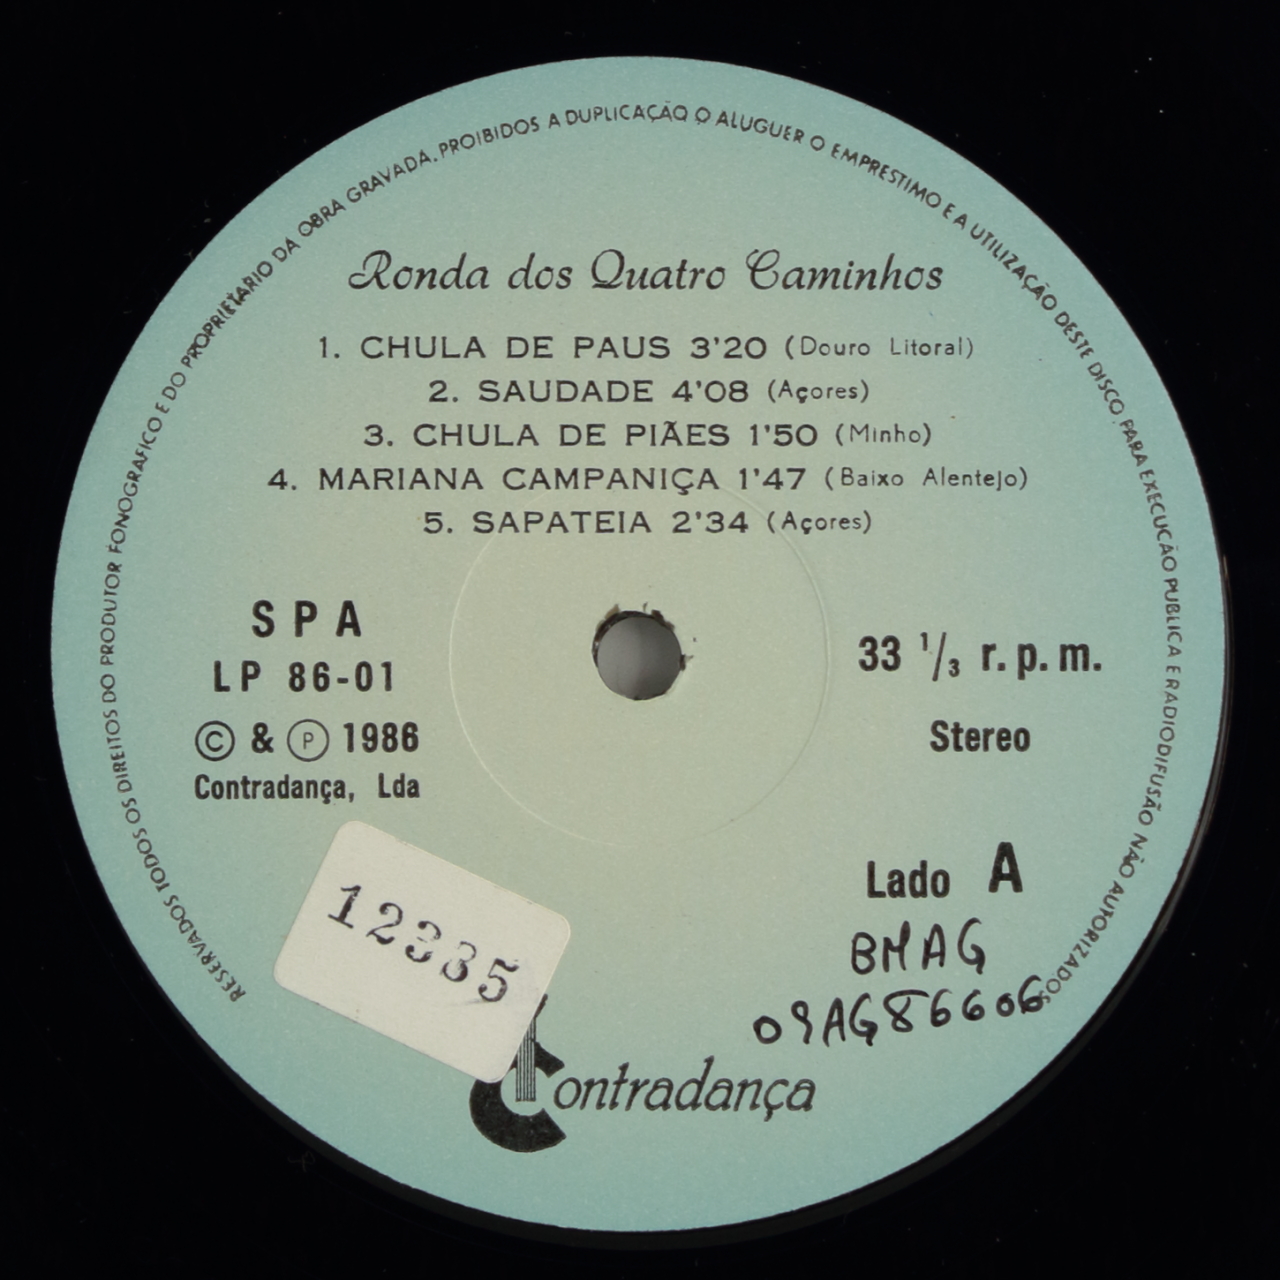 RESERVADOS TODOS OS DIREITOS DO PRODUTOR FONOGRAFICO E DO PROPRIETARIO DA OBRA GRAVADA. PROIBIDOS A DUPLICAÇÃO O ALUGUER O EMPRESTIMO E A UTILIZAÇÃO DESTE DISCO PARA EXECUCÃO PUBLICA E RADIODIFUSÃO NÃO AUTORIZADOS
Ronda dos Quatro Caminhos
1. CHULA DE PAUS 3'20 (Douro Litoral)
2. SAUDADE 4'08 (Açores)
3. CHULA DE PIÃES 1'50 (Minho)
4. MARIANA CAMPANIÇA 1'47 (Baixo Alentejo)
5. SAPATEIA 2'34 (Açores)
SPA
LP 86-01
© & ℗ 1986
Contradança, Lda
33 1/3 r.p.m.
Stereo
Lado A
BMAG
09AG86606
12335
Contradança